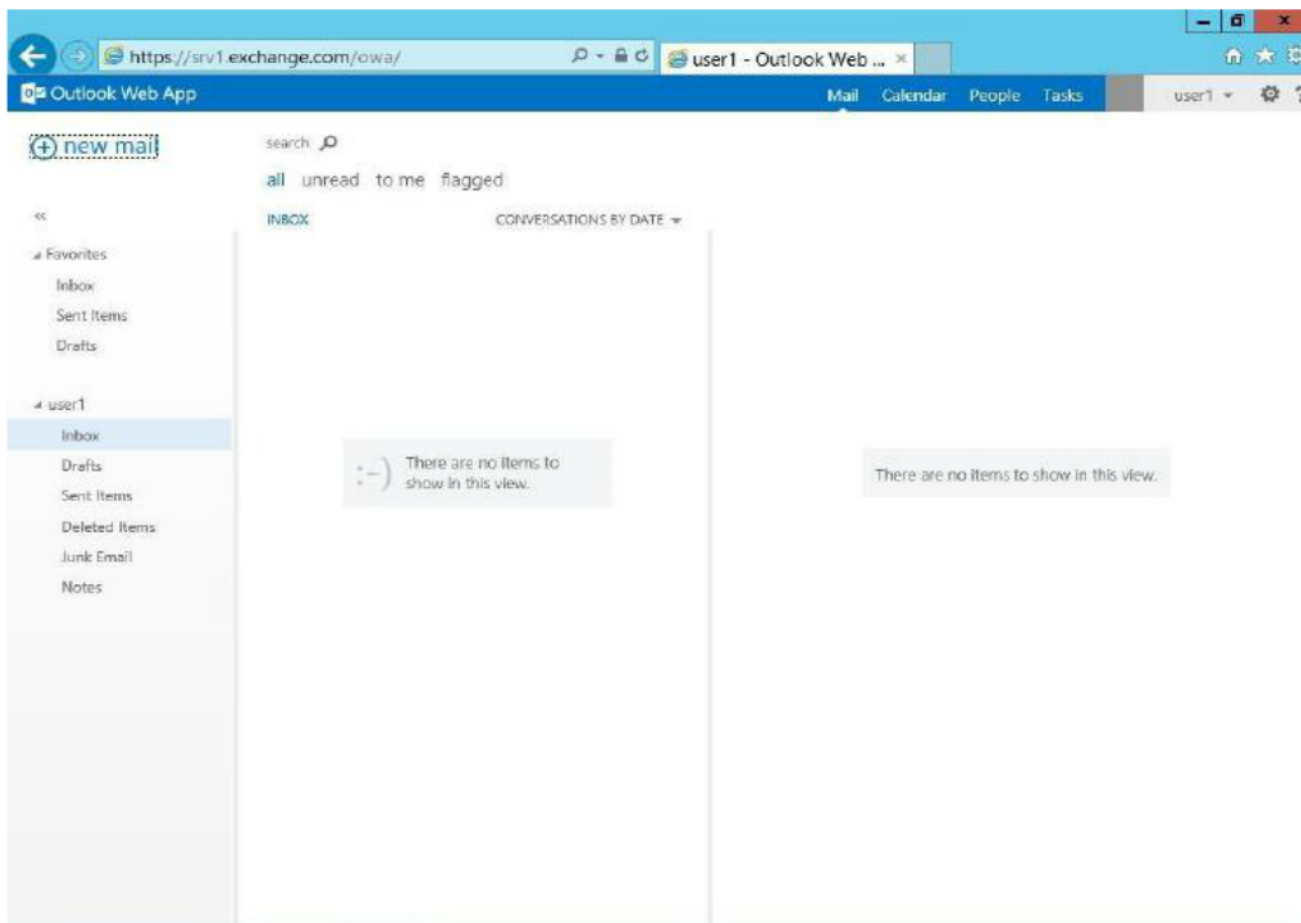 https://srv1.exchange.com/owa/
user1 - Outlook Web ...
Outlook Web App
Mail Calendar People Tasks
user1
?
new mail
search
all unread to me flagged
INBOX CONVERSATIONS BY DATE
Favorites
Inbox
Sent Items
Drafts
user1
Inbox
Drafts
Sent Items
Deleted Items
Junk Email
Notes
:-)
There are no items to
show in this view.
There are no items to show in this view.